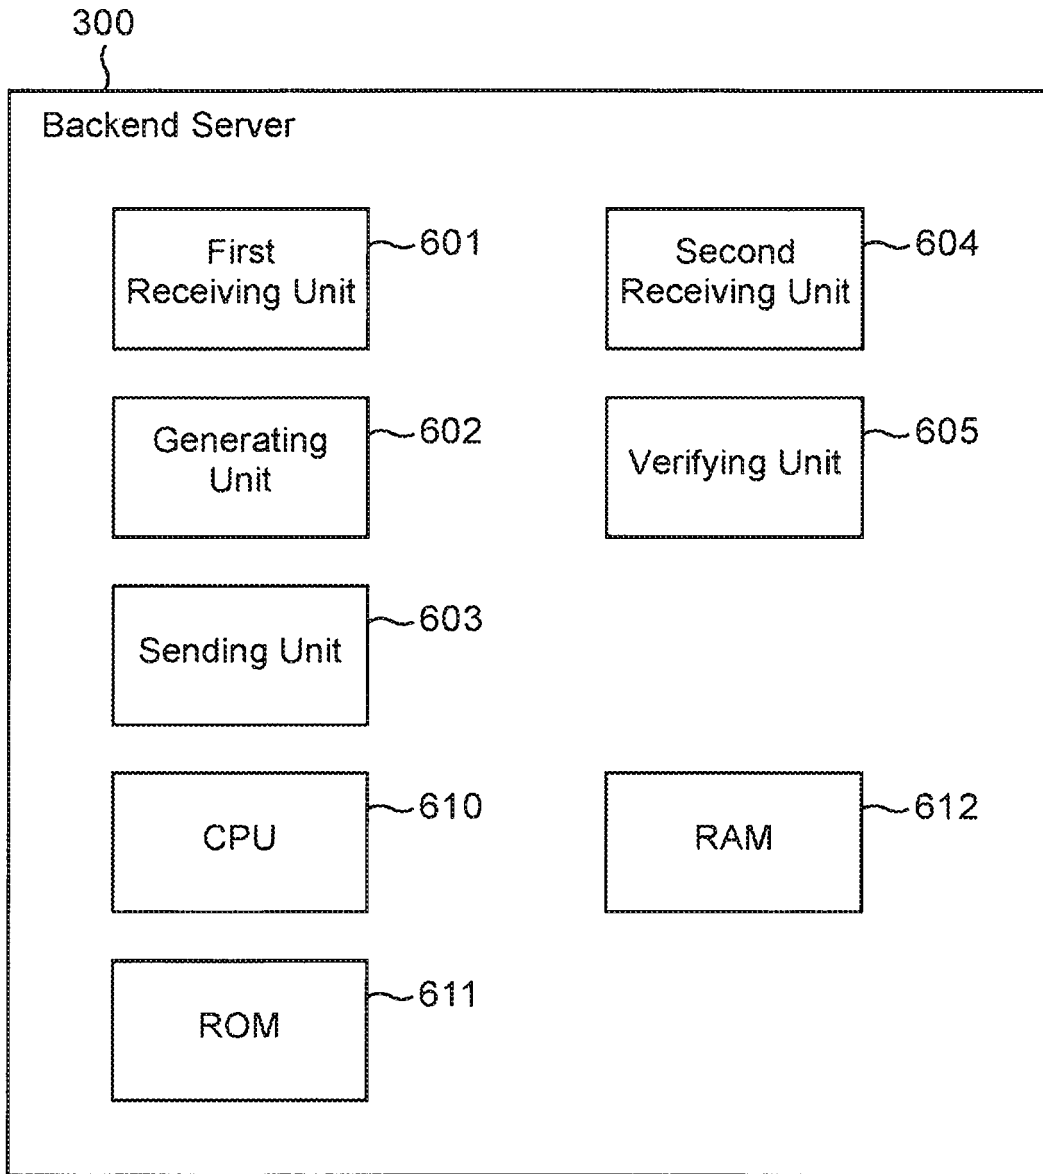 300
Backend Server
First
Receiving Unit
601
Second
Receiving Unit
604
Generating
Unit
602
Verifying Unit
605
Sending Unit
603
CPU
610
RAM
612
ROM
611